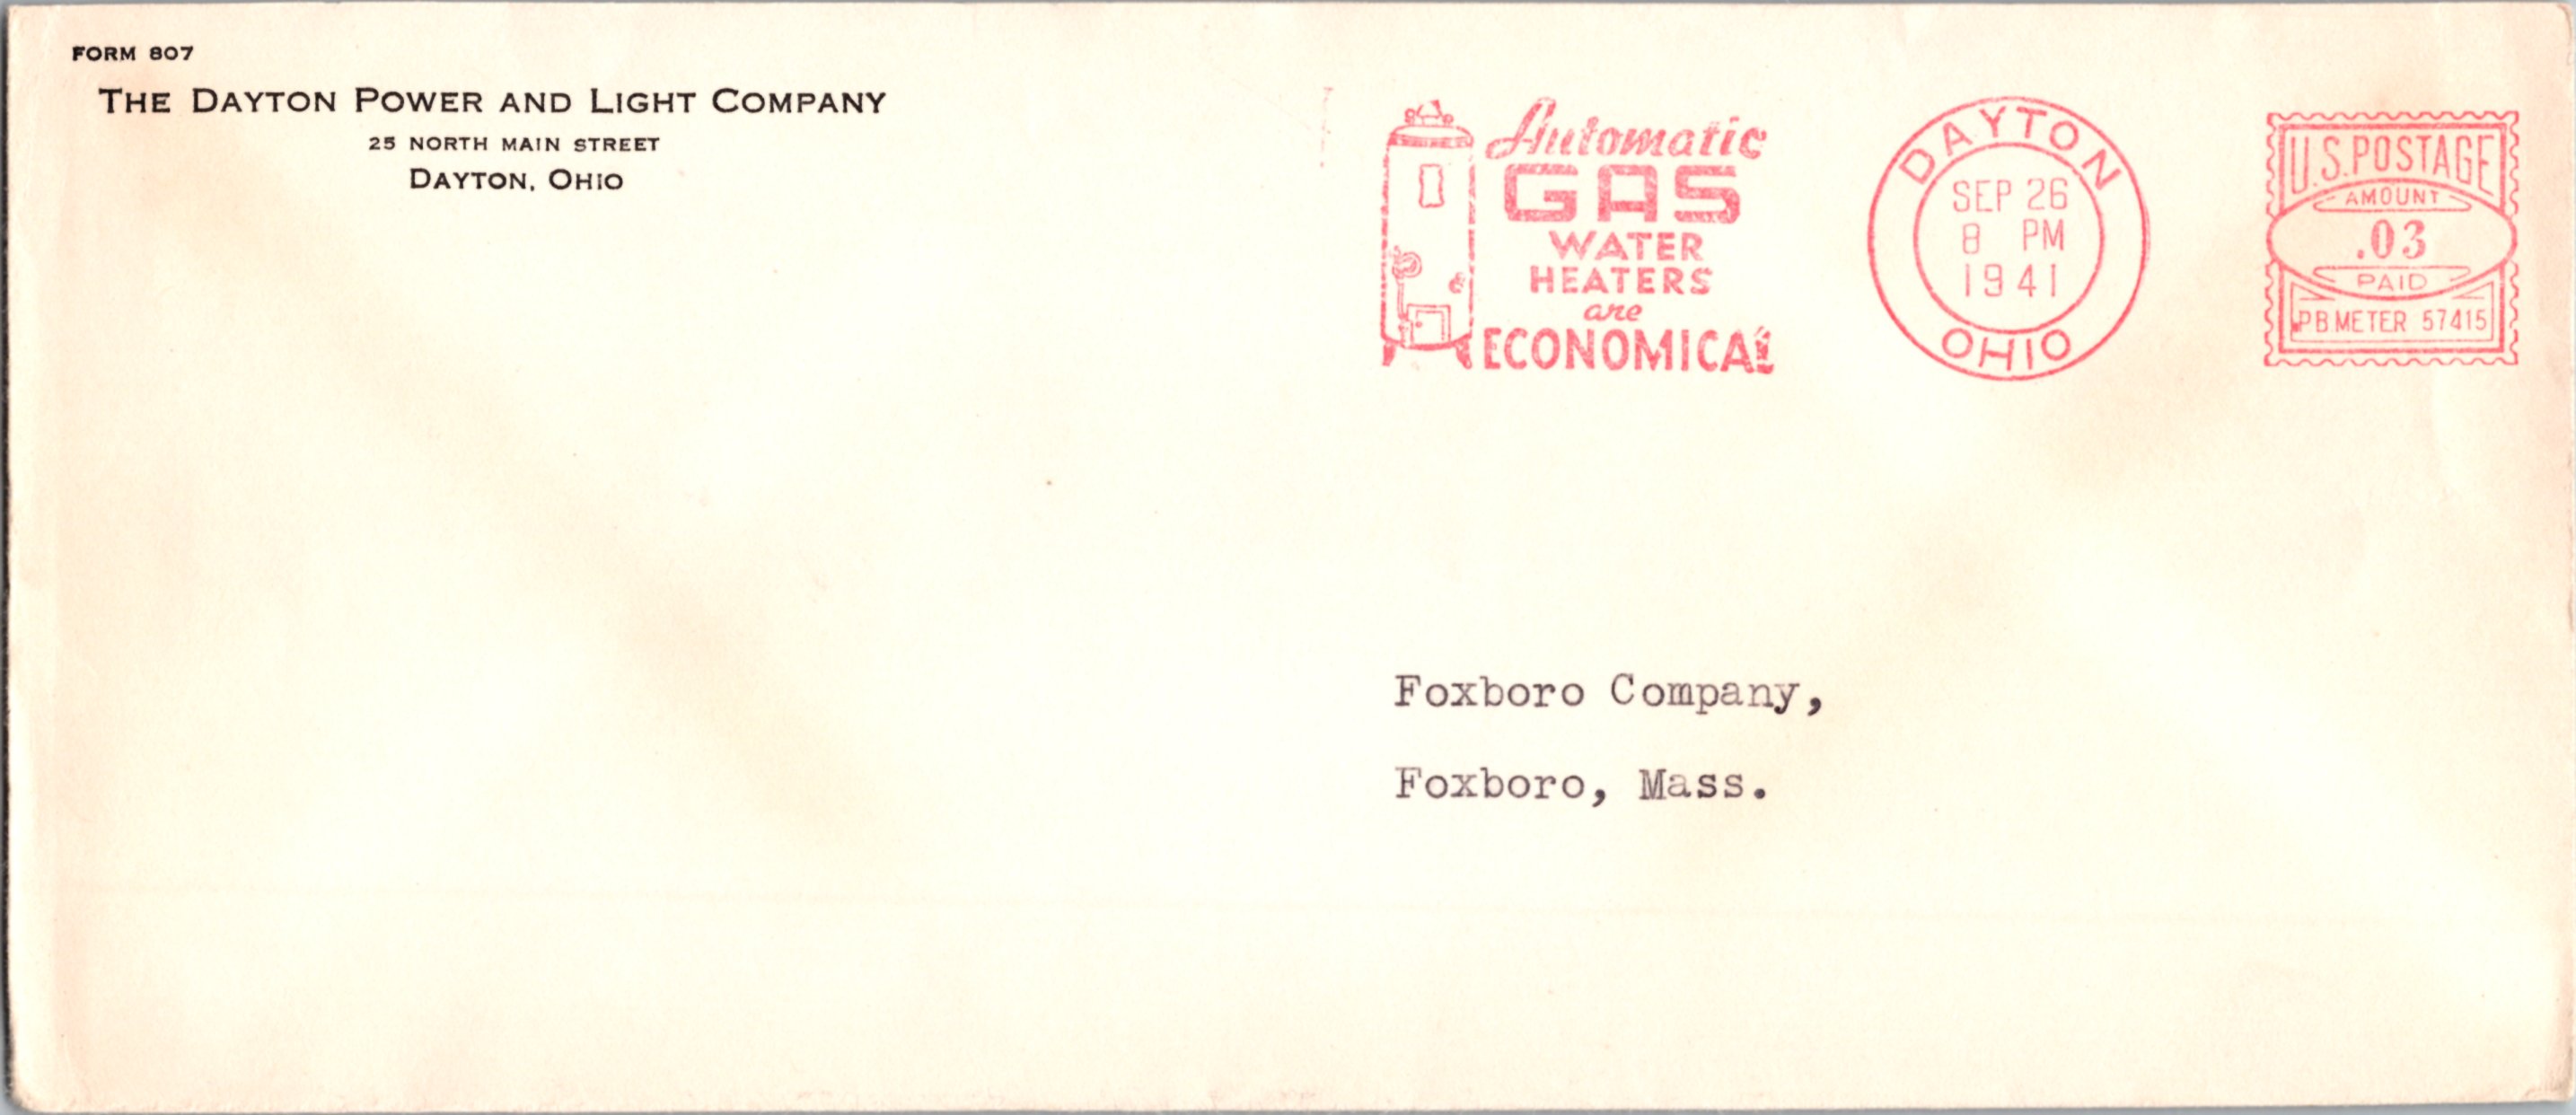 FORM 807
THE DAYTON POWER AND LIGHT COMPANY
25 NORTH MAIN STREET
DAYTON, OHIO
Automatic
GAS
WATER
HEATERS
are
ECONOMICAL
DAYTON
SEP 26
8 PM
1941
OHIO
U.S. POSTAGE
AMOUNT
.03
PAID
PB METER 57415
Foxboro Company,
Foxboro, Mass.